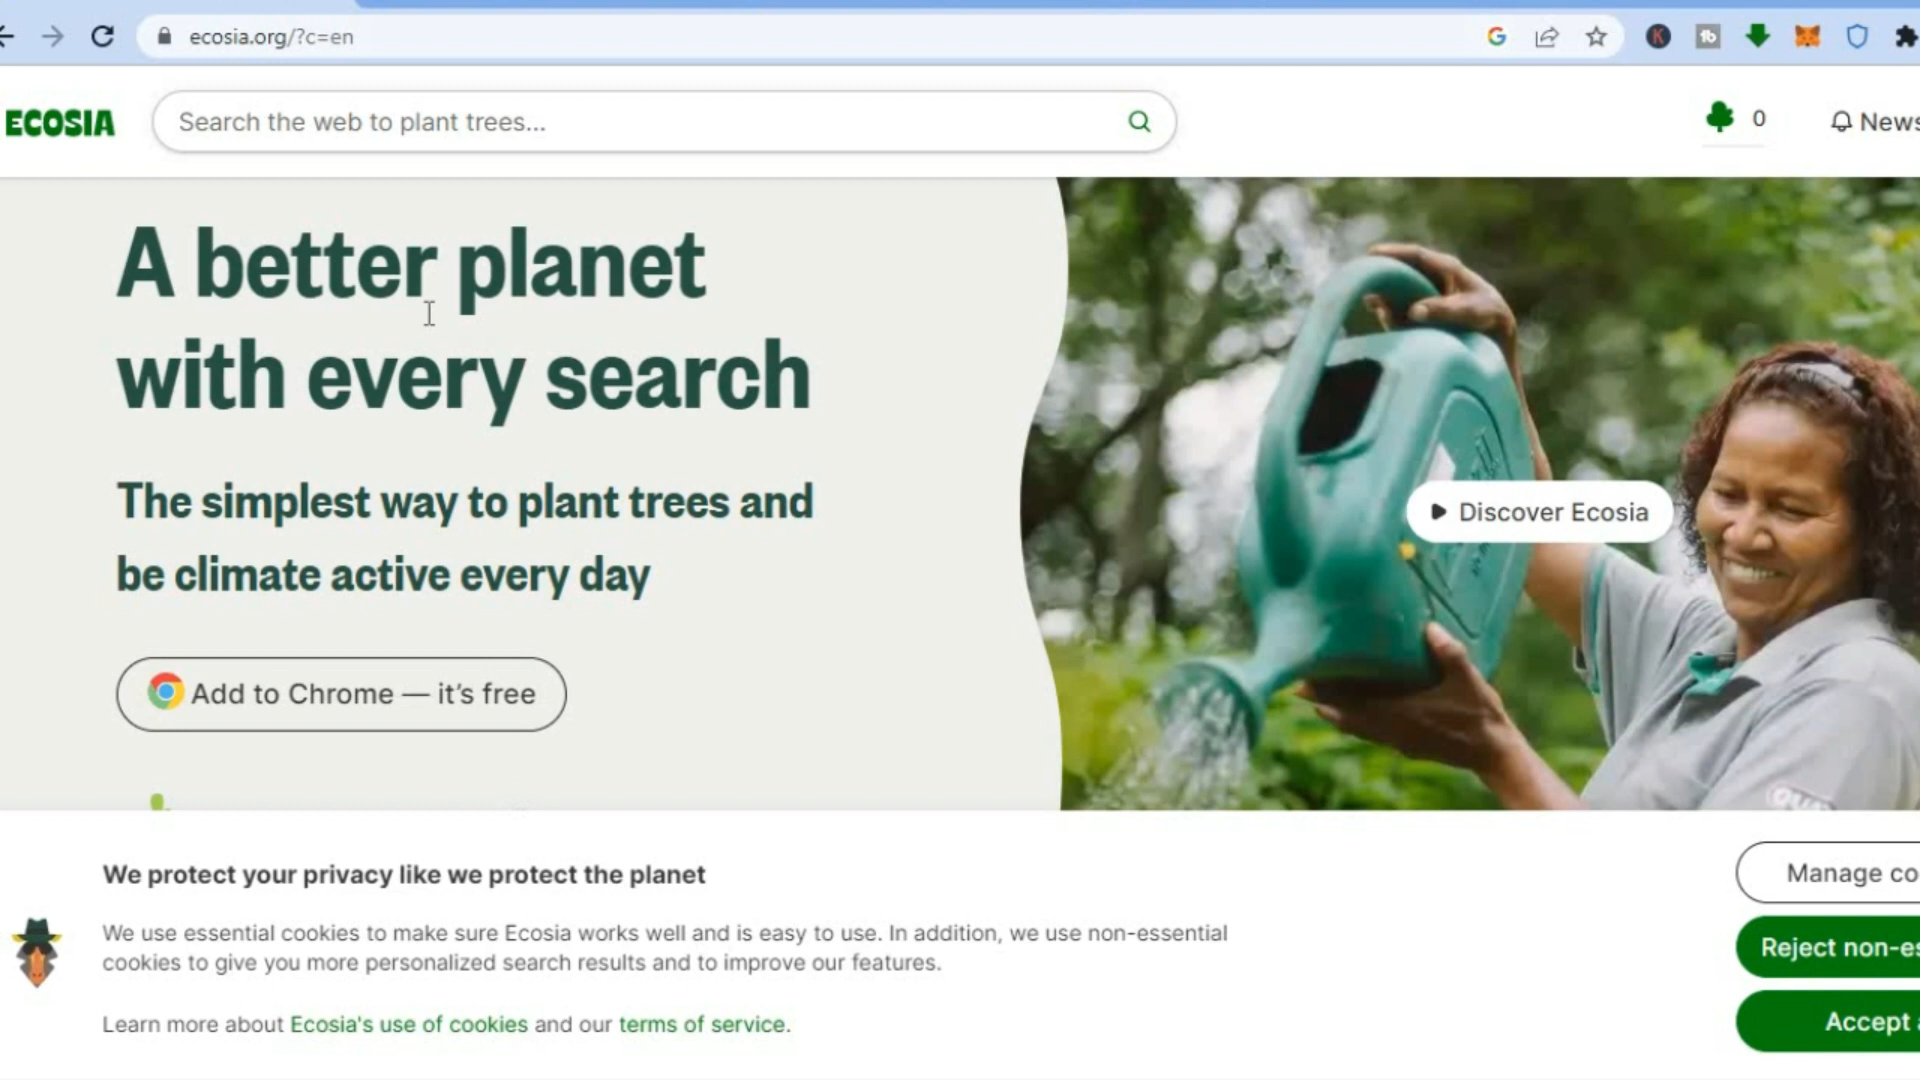 ecosia.org/?c=en
ECOSIA
Search the web to plant trees...
0
News
A better planet
with every search
The simplest way to plant trees and
be climate active every day
Discover Ecosia
Add to Chrome — it's free
We protect your privacy like we protect the planet
Manage co
We use essential cookies to make sure Ecosia works well and is easy to use. In addition, we use non-essential
cookies to give you more personalized search results and to improve our features.
Reject non-es
Learn more about Ecosia's use of cookies and our terms of service.
Accept